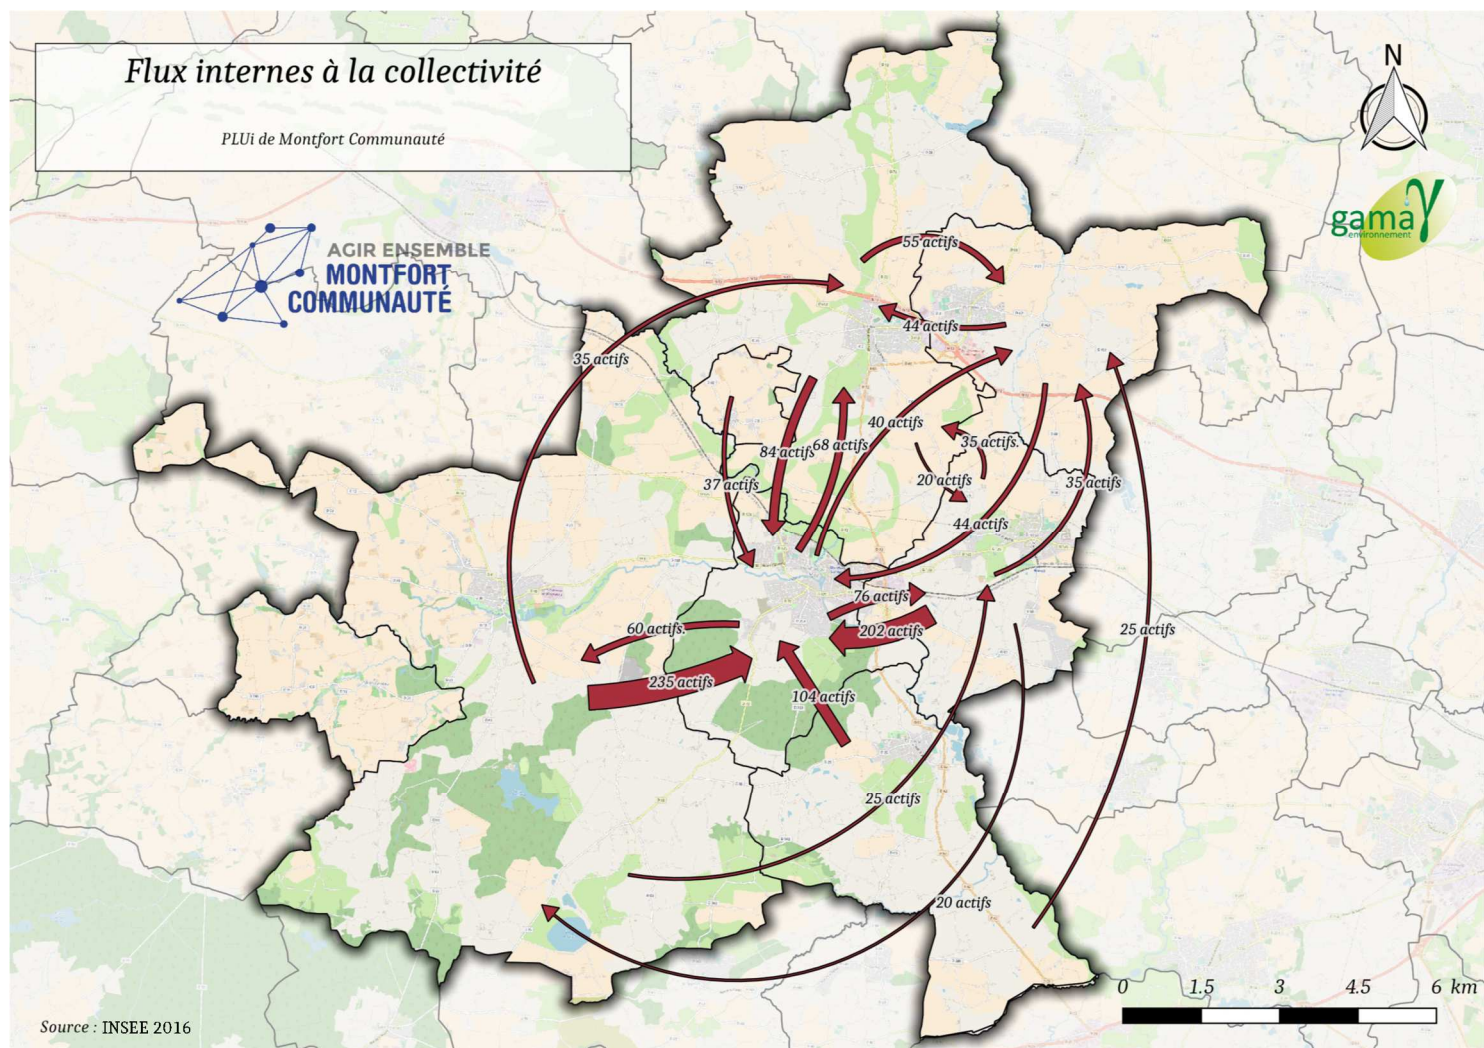 Flux internes à la collectivité
PLUi de Montfort Communauté
N
gama
environnement
AGIR ENSEMBLE
MONTFORT
COMMUNAUTÉ
55 actifs
44 actifs
35 actifs
40 actifs
84 actifs
68 actifs
35 actifs
37 actifs
20 actifs
35 actifs
44 actifs
76 actifs
60 actifs
202 actifs
25 actifs
235 actifs
104 actifs
25 actifs
20 actifs
0 1.5 3 4.5 6 km
Source : INSEE 2016